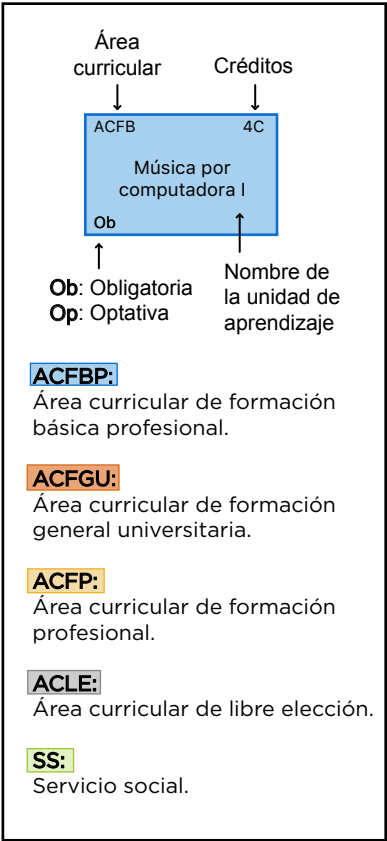 Área
curricular
Créditos
ACFB
4C
Música por
computadora I
Ob
Ob: Obligatoria
Op: Optativa
Nombre de
la unidad de
aprendizaje
ACFBP:
Área curricular de formación
básica profesional.
ACFGU:
Área curricular de formación
general universitaria.
ACFP:
Área curricular de formación
profesional.
ACLE:
Área curricular de libre elección.
SS:
Servicio social.